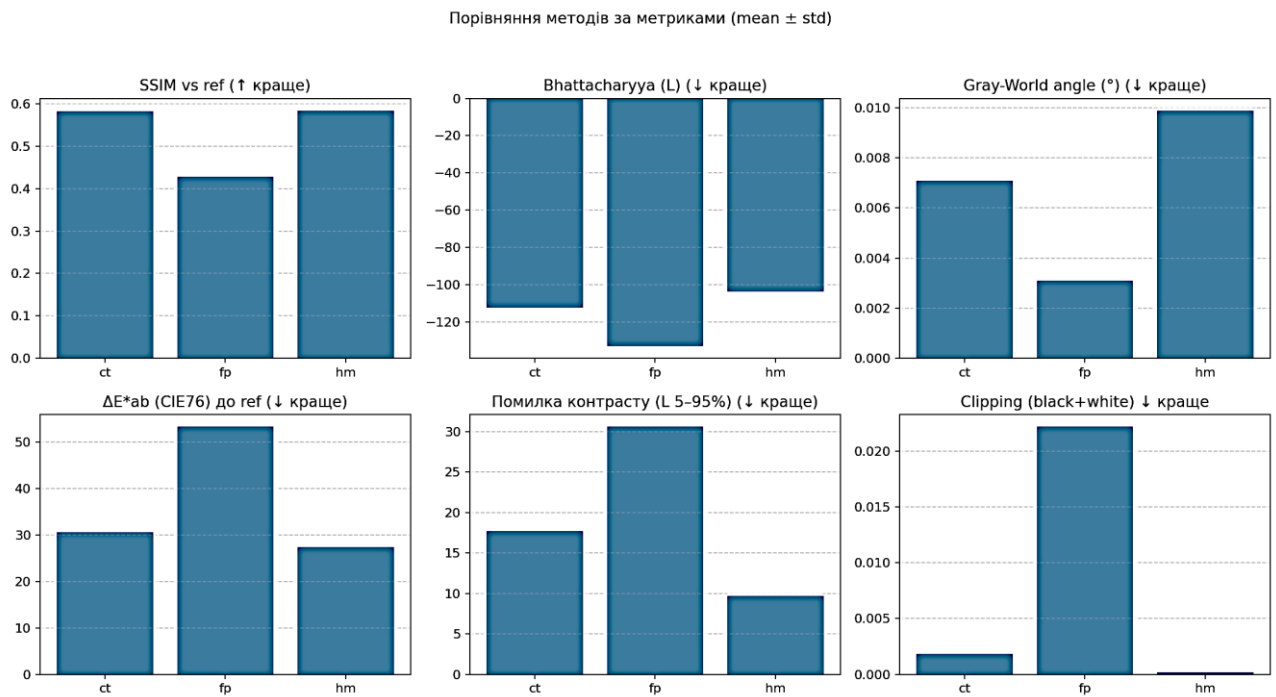 Порівняння методів за метриками (mean ± std)
SSIM vs ref (↑ краще)
0.6
0.5
0.4
0.3
0.2
0.1
0.0
ct fp hm
Bhattacharyya (L) (↓ краще)
0
−20
−40
−60
−80
−100
−120
ct fp hm
Gray-World angle (°) (↓ краще)
0.010
0.008
0.006
0.004
0.002
0.000
ct fp hm
ΔE*ab (CIE76) до ref (↓ краще)
50
40
30
20
10
0
ct fp hm
Помилка контрасту (L 5–95%) (↓ краще)
30
25
20
15
10
5
0
ct fp hm
Clipping (black+white) ↓ краще
0.020
0.015
0.010
0.005
0.000
ct fp hm